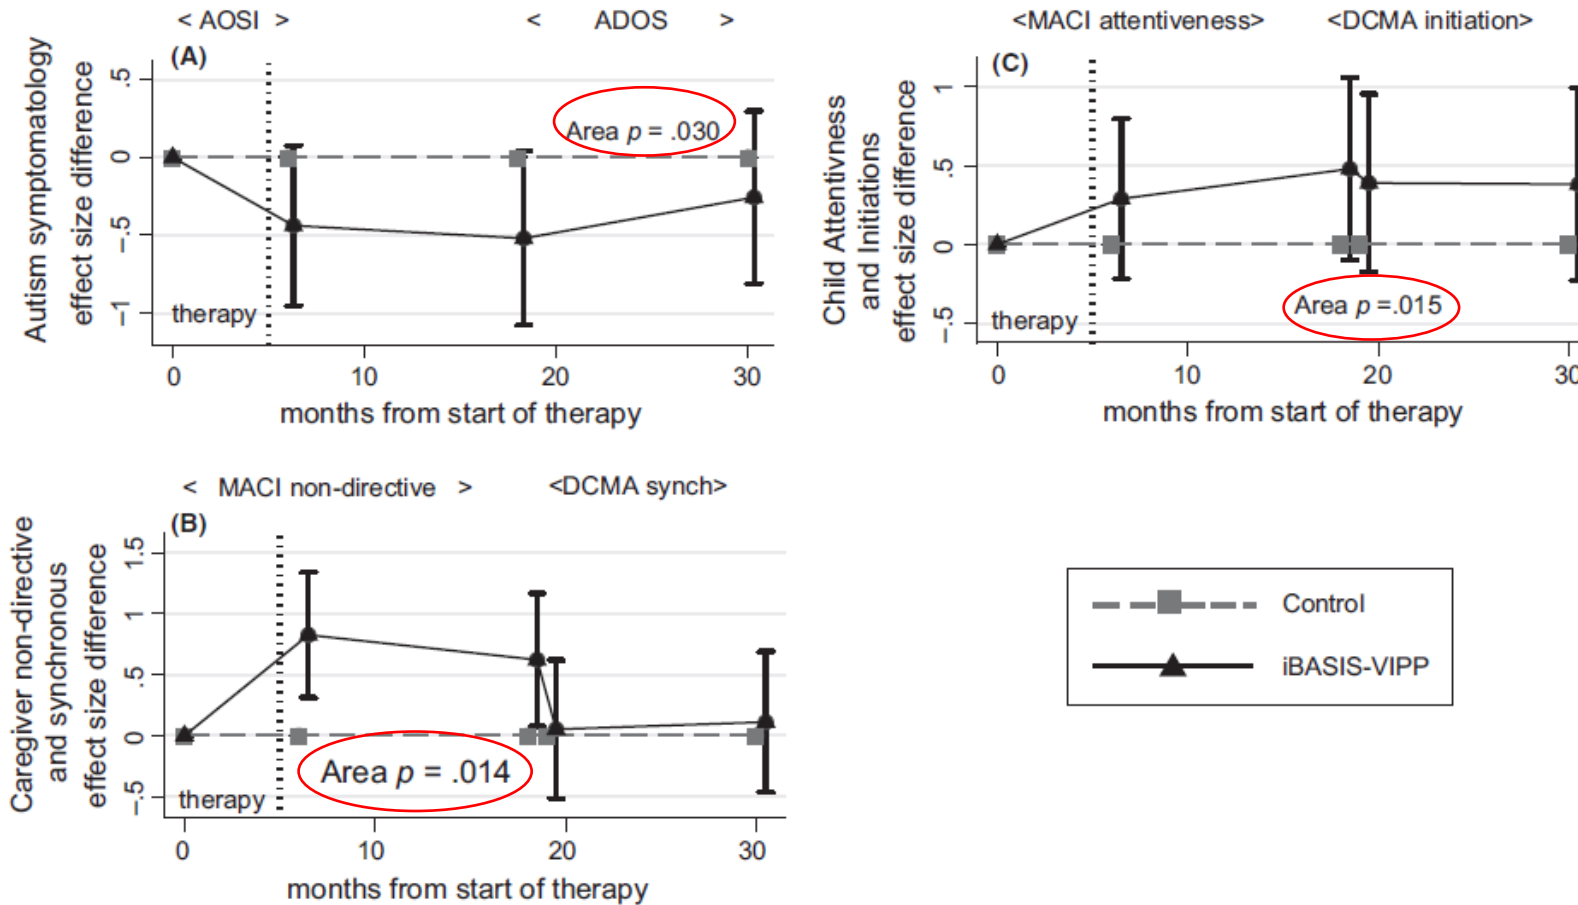 < AOSI >
< ADOS >
(A)
Autism symptomatology
effect size difference
.5
0
-.5
-1
Area p = .030
therapy
0 10 20 30
months from start of therapy
<MACI attentiveness>
<DCMA initiation>
(C)
Child Attentivness
and Initiations
effect size difference
1
.5
0
-.5
Area p =.015
therapy
0 10 20 30
months from start of therapy
< MACI non-directive >
<DCMA synch>
(B)
Caregiver non-directive
and synchronous
effect size difference
1.5
1
.5
0
-.5
Area p = .014
therapy
0 10 20 30
months from start of therapy
Control
iBASIS-VIPP